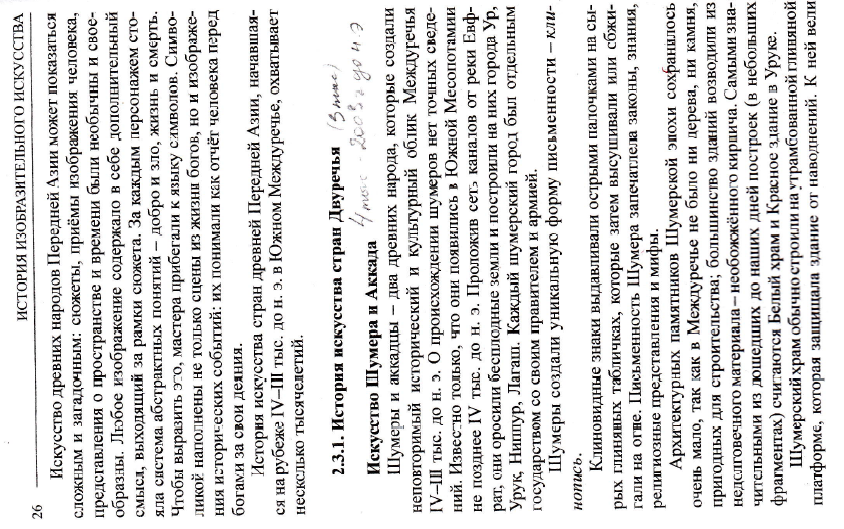 26 ИСТОРИЯ ИЗОБРАЗИТЕЛЬНОГО ИСКУССТВА
Искусство древних народов Передней Азии может показаться
сложным и загадочным: сюжеты, приёмы изображения человека,
представления о пространстве и времени были необычны и свое-
образны. Любое изображение содержало в себе дополнительный
смысл, выходящий за рамки сюжета. За каждым персонажем сто-
яла система абстрактных понятий – добро и зло, жизнь и смерть.
Чтобы выразить это, мастера прибегали к языку символов. Симво-
ликой наполнены не только сцены из жизни богов, но и изображе-
ния исторических событий: их понимали как отчёт человека перед
богами за свои деяния.
История искусства стран древней Передней Азии, начавшая-
ся на рубеже IV–III тыс. до н. э. в Южном Междуречье, охватывает
несколько тысячелетий.
2.3.1. История искусства стран Двуречья (3 тыс)
4 тыс - 2003 г до н.э
Искусство Шумера и Аккада
Шумеры и аккадцы – два древних народа, которые создали
неповторимый исторический и культурный облик Междуречья
IV–III тыс. до н. э. О происхождении шумеров нет точных сведе-
ний. Известно только, что они появились в Южной Месопотамии
не позднее IV тыс. до н. э. Проложив сеть каналов от реки Евф-
рат, они оросили бесплодные земли и построили на них города Ур,
Урук, Ниппур, Лагаш. Каждый шумерский город был отдельным
государством со своим правителем и армией.
Шумеры создали уникальную форму письменности – кли-
нопись.
Клиновидные знаки выдавливали острыми палочками на сы-
рых глиняных табличках, которые затем высушивали или обжи-
гали на огне. Письменность Шумера запечатлела законы, знания,
религиозные представления и мифы.
Архитектурных памятников Шумерской эпохи сохранилось
очень мало, так как в Междуречье не было ни дерева, ни камня,
пригодных для строительства; большинство зданий возводили из
недолговечного материала – необожжённого кирпича. Самыми зна-
чительными из дошедших до наших дней построек (в небольших
фрагментах) считаются Белый храм и Красное здание в Уруке.
Шумерский храм обычно строили на утрамбованной глиняной
платформе, которая защищала здание от наводнений. К ней вели